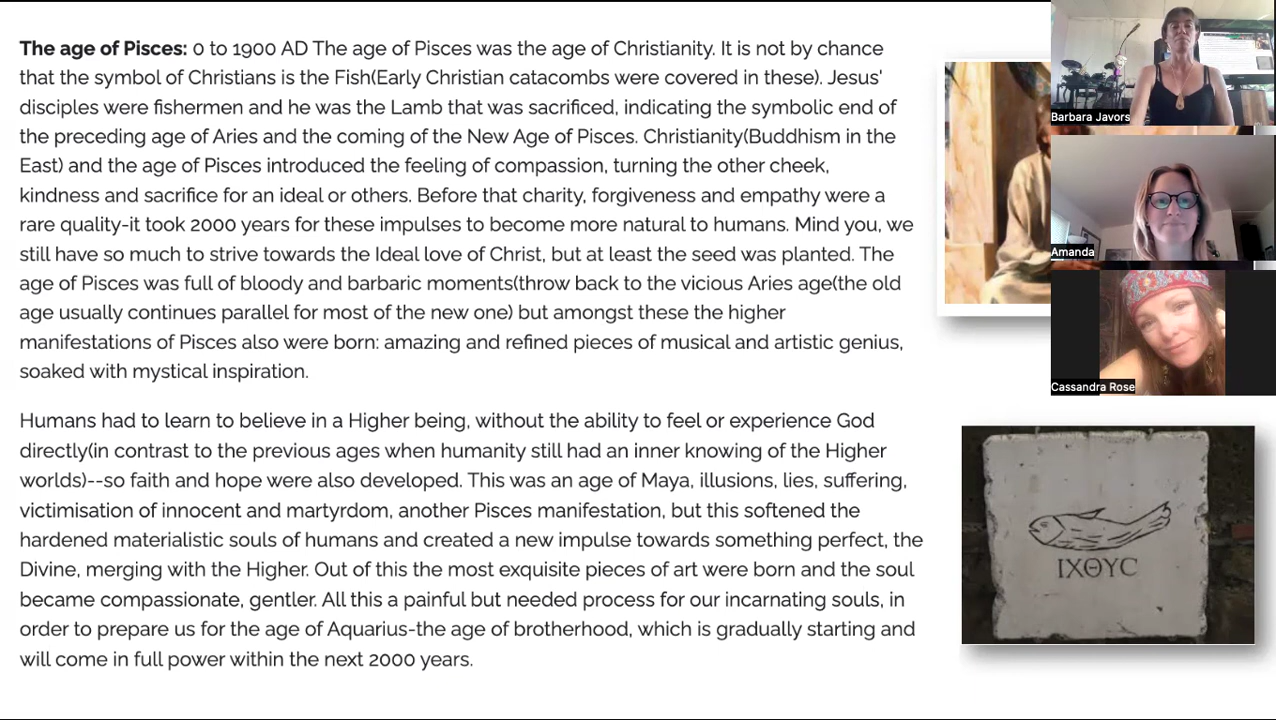 The age of Pisces: 0 to 1900 AD The age of Pisces was the age of Christianity. It is not by chance
that the symbol of Christians is the Fish(Early Christian catacombs were covered in these). Jesus'
disciples were fishermen and he was the Lamb that was sacrificed, indicating the symbolic end of
the preceding age of Aries and the coming of the New Age of Pisces. Christianity(Buddhism in the
East) and the age of Pisces introduced the feeling of compassion, turning the other cheek,
kindness and sacrifice for an ideal or others. Before that charity, forgiveness and empathy were a
rare quality-it took 2000 years for these impulses to become more natural to humans. Mind you, we
still have so much to strive towards the ideal love of Christ, but at least the seed was planted. The
age of Pisces was full of bloody and barbaric moments(throw back to the vicious Aries age(the old
age usually continues parallel for most of the new one) but amongst these the higher
manifestations of Pisces also were born: amazing and refined pieces of musical and artistic genius,
soaked with mystical inspiration.
Humans had to learn to believe in a Higher being, without the ability to feel or experience God
directly(in contrast to the previous ages when humanity still had an inner knowing of the Higher
worlds)--so faith and hope were also developed. This was an age of Maya, illusions, lies, suffering,
victimisation of innocent and martyrdom, another Pisces manifestation, but this softened the
hardened materialistic souls of humans and created a new impulse towards something perfect, the
Divine, merging with the Higher. Out of this the most exquisite pieces of art were born and the soul
became compassionate, gentler. All this a painful but needed process for our incarnating souls, in
order to prepare us for the age of Aquarius-the age of brotherhood, which is gradually starting and
will come in full power within the next 2000 years.
Barbara Javors
Amanda
Cassandra Rose
ΙΧΘΥС